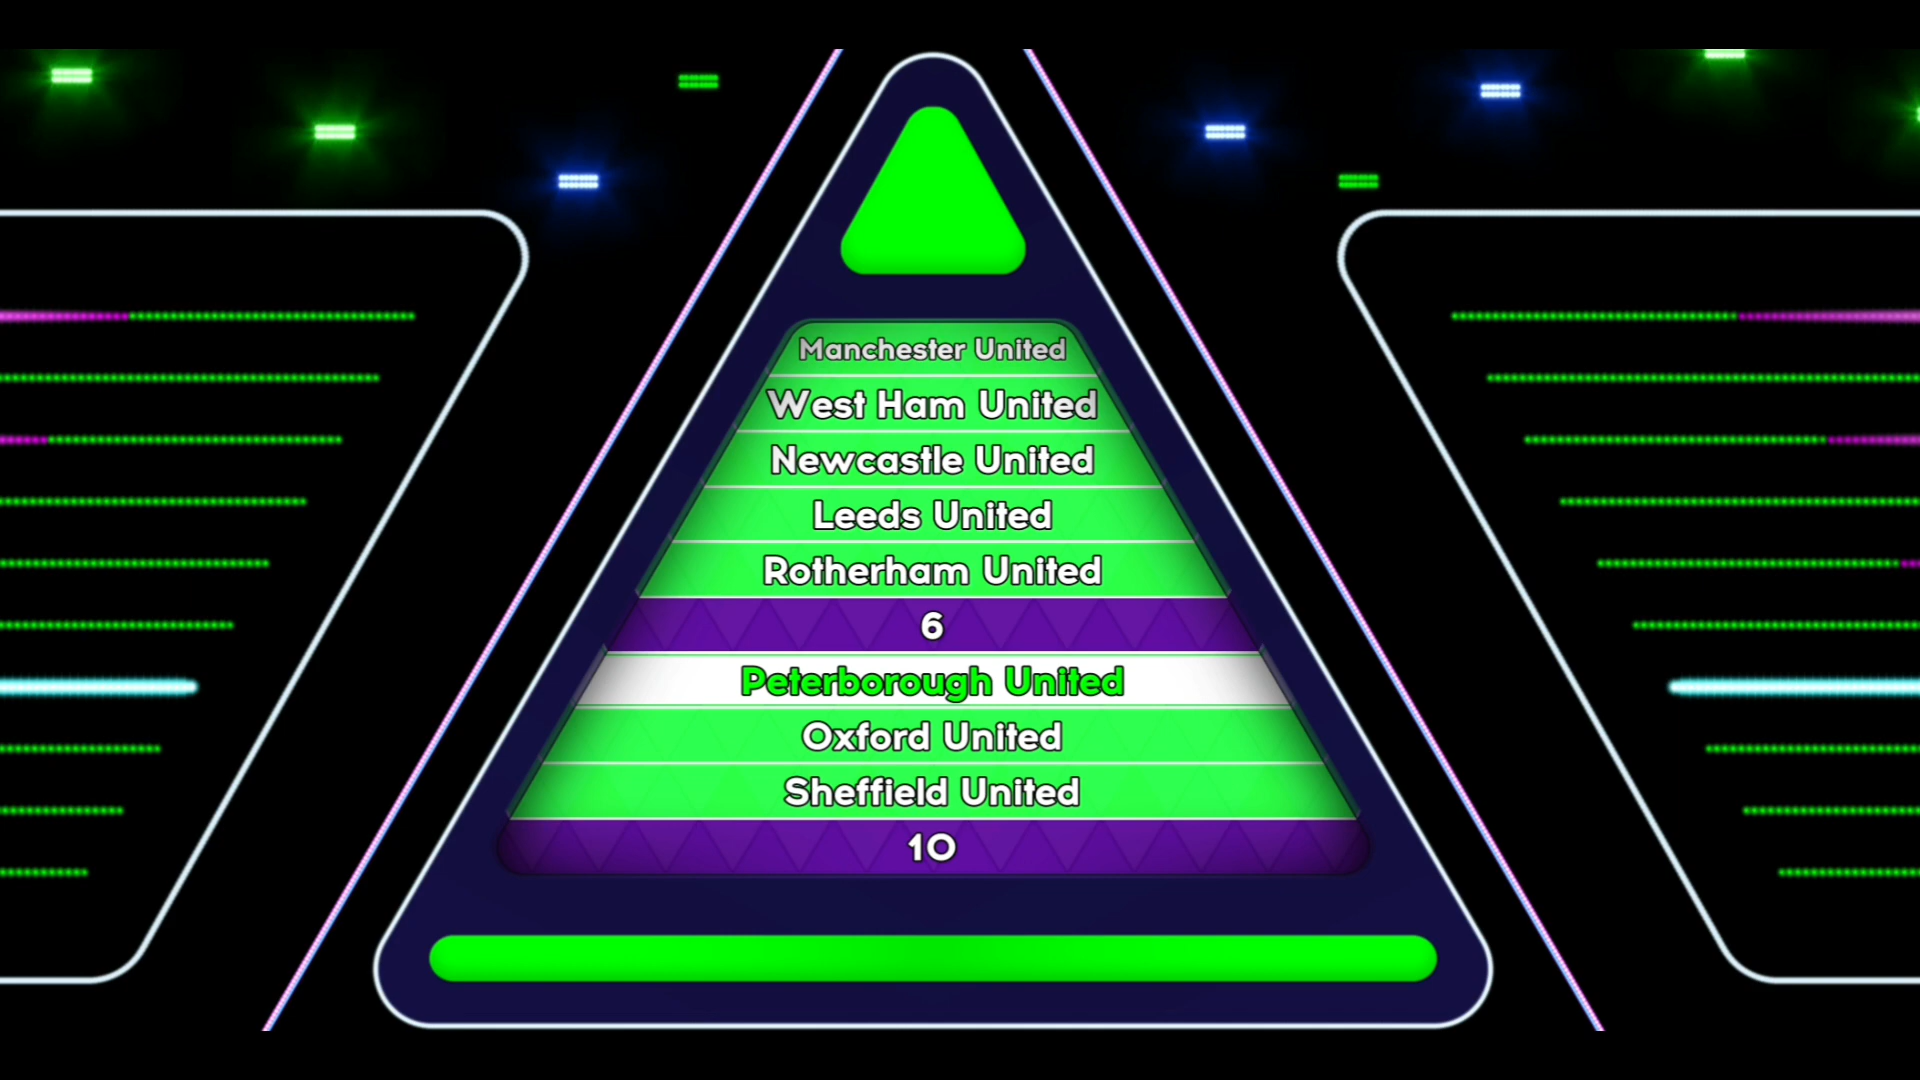 Manchester United
West Ham United
Newcastle United
Leeds United
Rotherham United
6
Peterborough United
Oxford United
Sheffield United
10